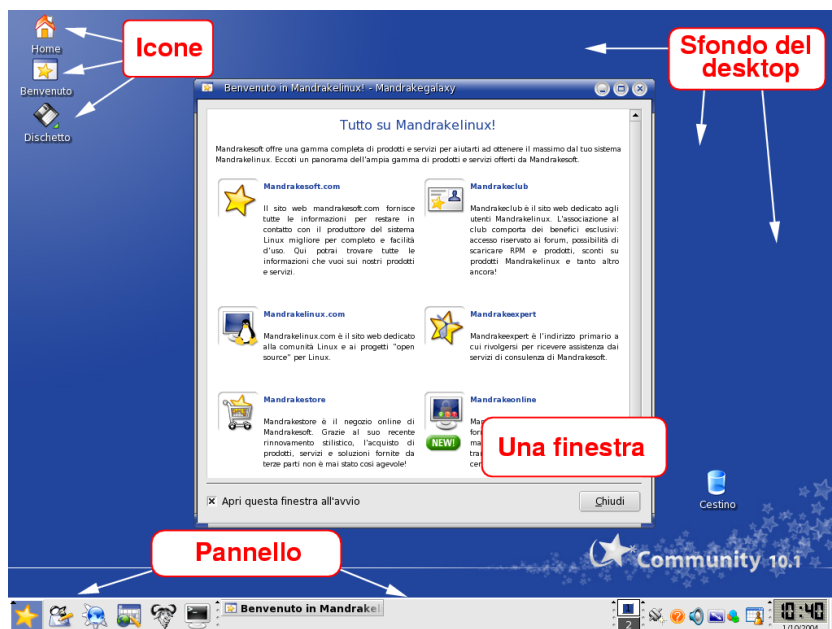 Home
Benvenuto
Dischetto
Icone
Sfondo del
desktop
Benvenuto in Mandrakelinux! - Mandrakegalaxy
Tutto su Mandrakelinux!
Mandrakesoft offre una gamma completa di prodotti e servizi per aiutarti ad ottenere il massimo dal tuo sistema
Mandrakelinux. Eccoti un panorama dell'ampia gamma di prodotti e servizi offerti da Mandrakesoft.
Mandrakesoft.com
Il sito web mandrakesoft.com fornisce
tutte le informazioni per restare in
contatto con il produttore del sistema
Linux migliore per completo e facilità
d'uso. Qui potrai trovare tutte le
informazioni che vuoi sui nostri prodotti
e servizi.
Mandrakeclub
Mandrakeclub è il sito web dedicato agli
utenti Mandrakelinux. L'associazione al
club comporta dei benefici esclusivi:
accesso riservato ai forum, possibilità di
scaricare RPM e prodotti, sconti su
prodotti Mandrakelinux e tanto altro
ancora!
Mandrakelinux.com
Mandrakelinux.com è il sito web dedicato
alla comunità Linux e ai progetti "open
source" per Linux.
Mandrakeexpert
Mandrakeexpert è l'indirizzo primario a
cui rivolgersi per ricevere assistenza dai
servizi di consulenza di Mandrakesoft.
Mandrakestore
Mandrakestore è il negozio online di
Mandrakesoft. Grazie al suo recente
rinnovamento stilistico, l'acquisto di
prodotti, servizi e soluzioni fornite da
terze parti non è mai stato così agevole!
Mandrakeonline
NEW!
Una finestra
Apri questa finestra all'avvio
Chiudi
Cestino
Pannello
Community 10.1
Benvenuto in Mandrakel
2
10:40
1/10/2004